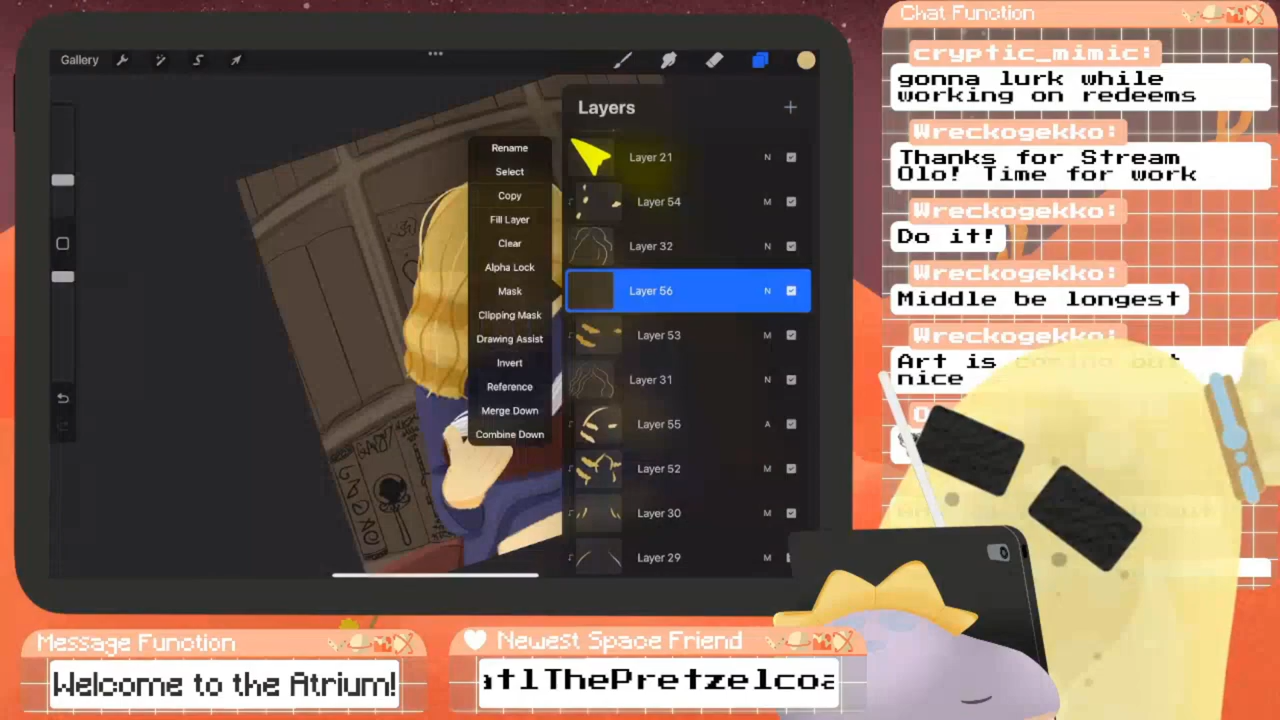 Gallery
Layers
Rename
Select
Copy
Fill Layer
Clear
Alpha Lock
Mask
Clipping Mask
Drawing Assist
Invert
Reference
Merge Down
Combine Down
Layer 21 N
Layer 54 M
Layer 32 N
Layer 56 N
Layer 53 M
Layer 31 N
Layer 55 A
Layer 52 M
Layer 30 M
Layer 29 M
Chat Function
cryptic_mimic:
gonna lurk while
working on redeems
Wreckogekko:
Thanks for Stream
Olo! Time for work
Wreckogekko:
Do it!
Wreckogekko:
Middle be longest
Wreckogekko:
Art is coming out
nice
Message Function
Welcome to the Atrium!
Newest Space Friend
atlThePretzelcoa